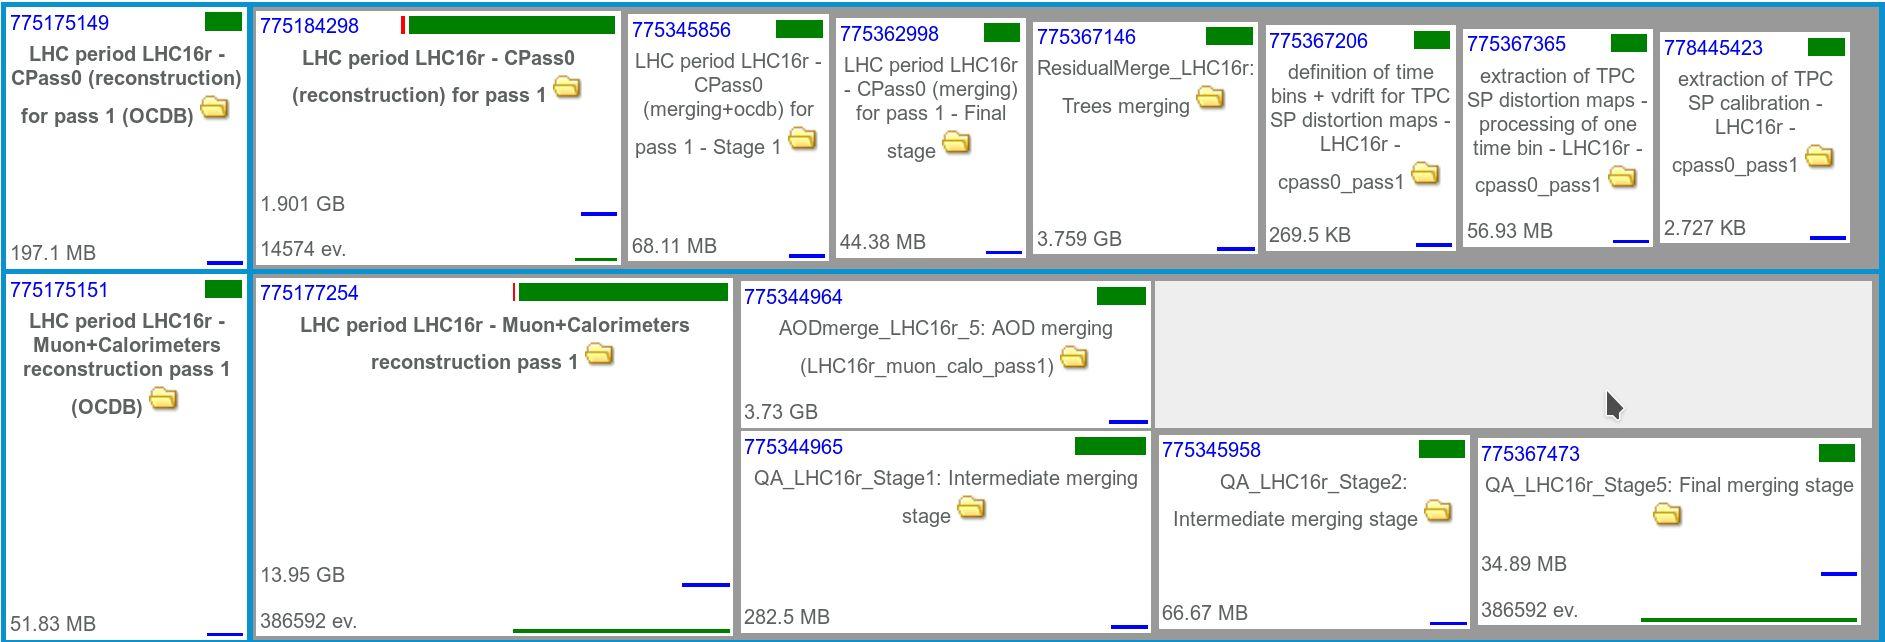 775175149
LHC period LHC16r -
CPass0 (reconstruction)
for pass 1 (OCDB)
197.1 MB
775184298
LHC period LHC16r - CPass0
(reconstruction) for pass 1
1.901 GB
14574 ev.
775345856
LHC period LHC16r -
CPass0
(merging+ocdb) for
pass 1 - Stage 1
68.11 MB
775362998
LHC period LHC16r
- CPass0 (merging)
for pass 1 - Final
stage
44.38 MB
775367146
ResidualMerge_LHC16r:
Trees merging
3.759 GB
775367206
definition of time
bins + vdrift for TPC
SP distortion maps -
LHC16r -
cpass0_pass1
269.5 KB
775367365
extraction of TPC
SP distortion maps -
processing of one
time bin - LHC16r -
cpass0_pass1
56.93 MB
778445423
extraction of TPC
SP calibration -
LHC16r -
cpass0_pass1
2.727 KB
775175151
LHC period LHC16r -
Muon+Calorimeters
reconstruction pass 1
(OCDB)
51.83 MB
775177254
LHC period LHC16r - Muon+Calorimeters
reconstruction pass 1
13.95 GB
386592 ev.
775344964
AODmerge_LHC16r_5: AOD merging
(LHC16r_muon_calo_pass1)
3.73 GB
775344965
QA_LHC16r_Stage1: Intermediate merging
stage
282.5 MB
775345958
QA_LHC16r_Stage2:
Intermediate merging stage
66.67 MB
775367473
QA_LHC16r_Stage5: Final merging stage
34.89 MB
386592 ev.